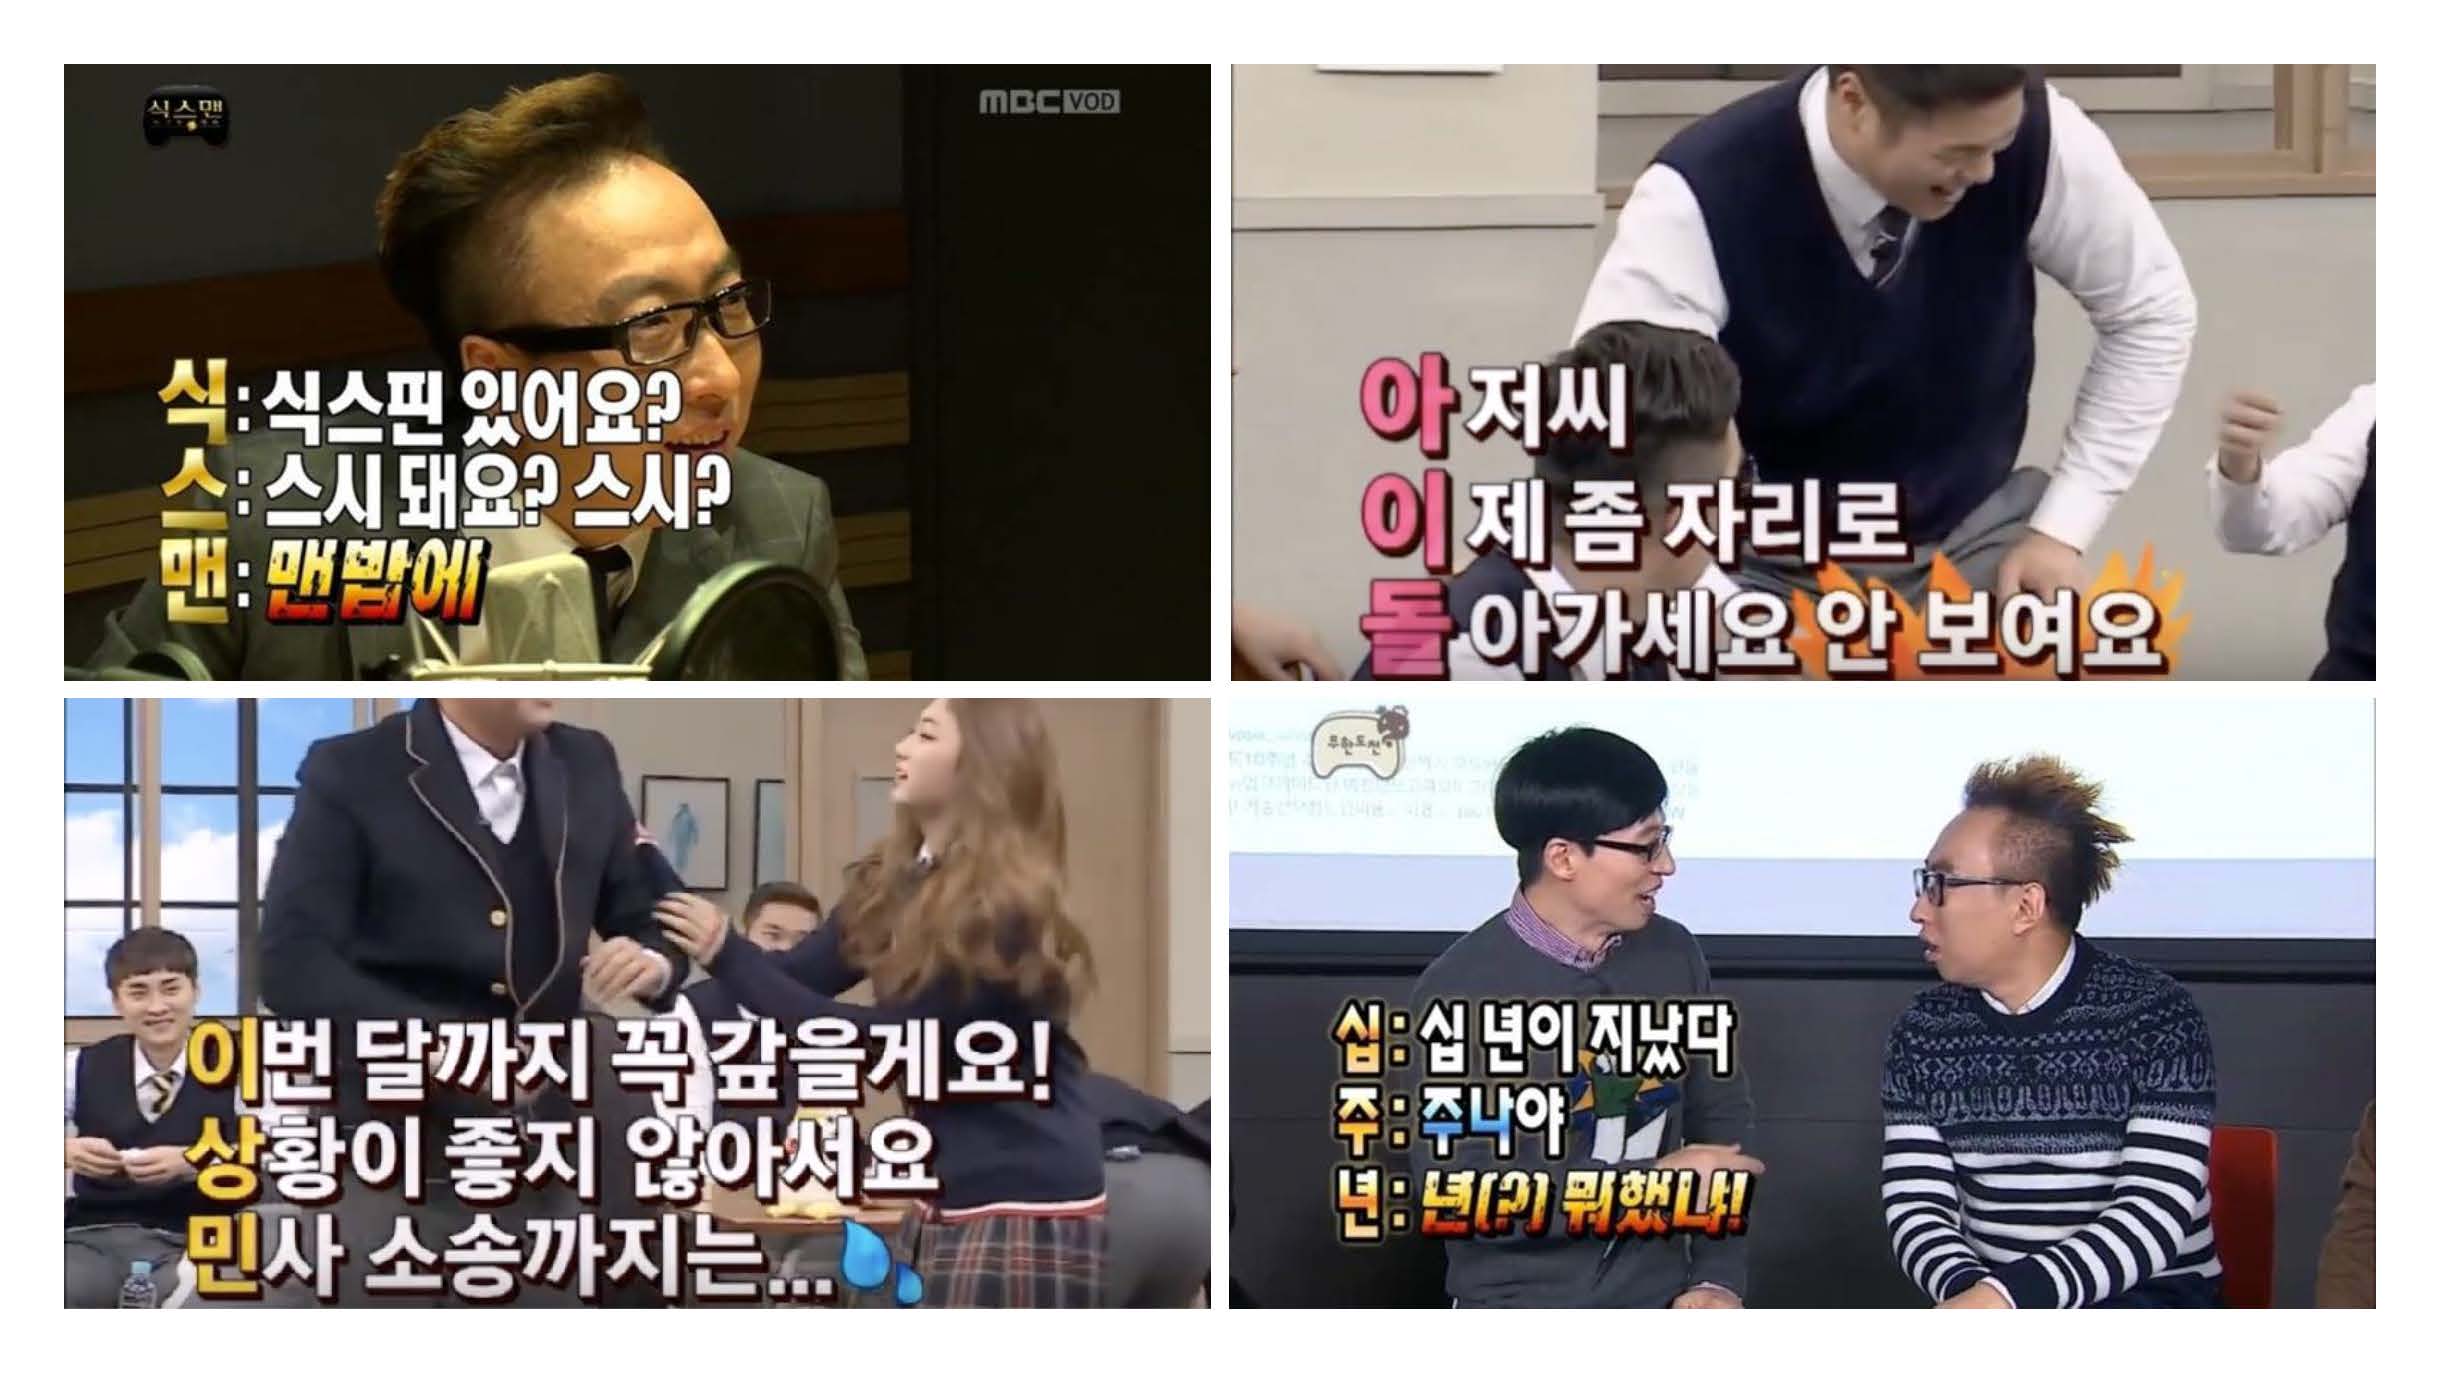 식스맨
MBC VOD
식 : 식스핀 있어요?
스 : 스시 돼요? 스시?
맨 : 맨밥에
아저씨
이제 좀 자리로
돌아가세요 안 보여요
이번 달까지 꼭 갚을게요!
상황이 좋지 않아서요
민사 소송까지는...
무한도전
십 : 십 년이 지났다
주 : 주나야
년 : 년(?) 뭐했냐!